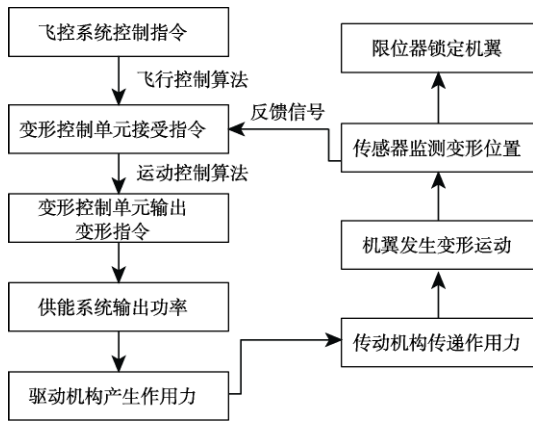 飞控系统控制指令
飞行控制算法
变形控制单元接受指令
运动控制算法
变形控制单元输出
变形指令
供能系统输出功率
驱动机构产生作用力
反馈信号
限位器锁定机翼
传感器监测变形位置
机翼发生变形运动
传动机构传递作用力